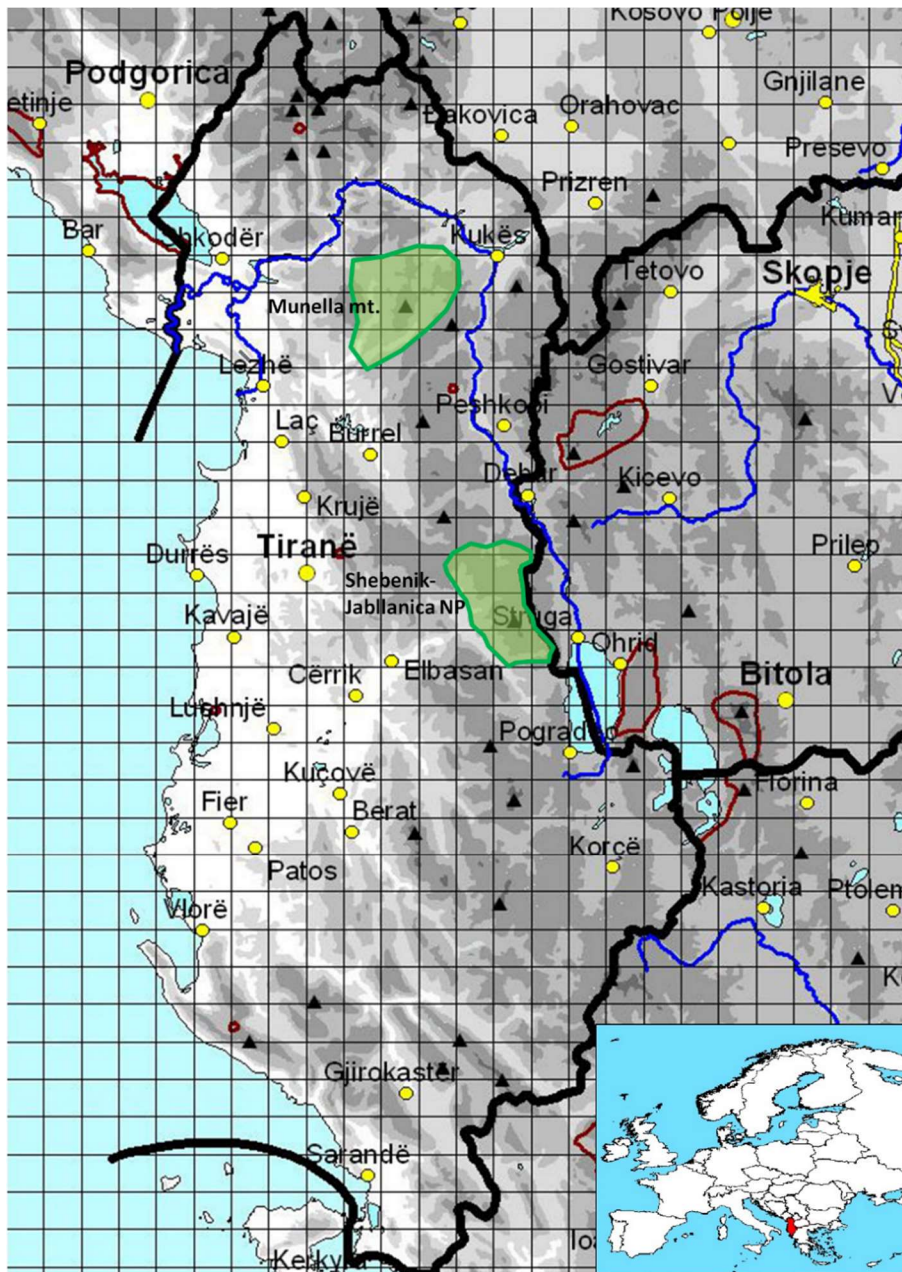 Kosovo Polje
Podgorica
Gnjilane
etinje
Đakovica
Orahovac
Presevo
Prizren
Bar
hkodër
Kukës
Kumar
Tetovo
Skopje
Munella mt.
Lezhë
Gostivar
Peshkopi
Laç
Burrel
Debar
Kicevo
Krujë
Tiranë
Prilep
Durrës
Shebenik-
Jabllanica NP
Kavajë
Struga
Ohrid
Elbasan
Cërrik
Bitola
Lushnjë
Pogradec
Kuçovë
Florina
Fier
Berat
Korcë
Patos
Kastoria
Ptolem
Vlorë
Gjirokastër
Sarandë
Kerkyra